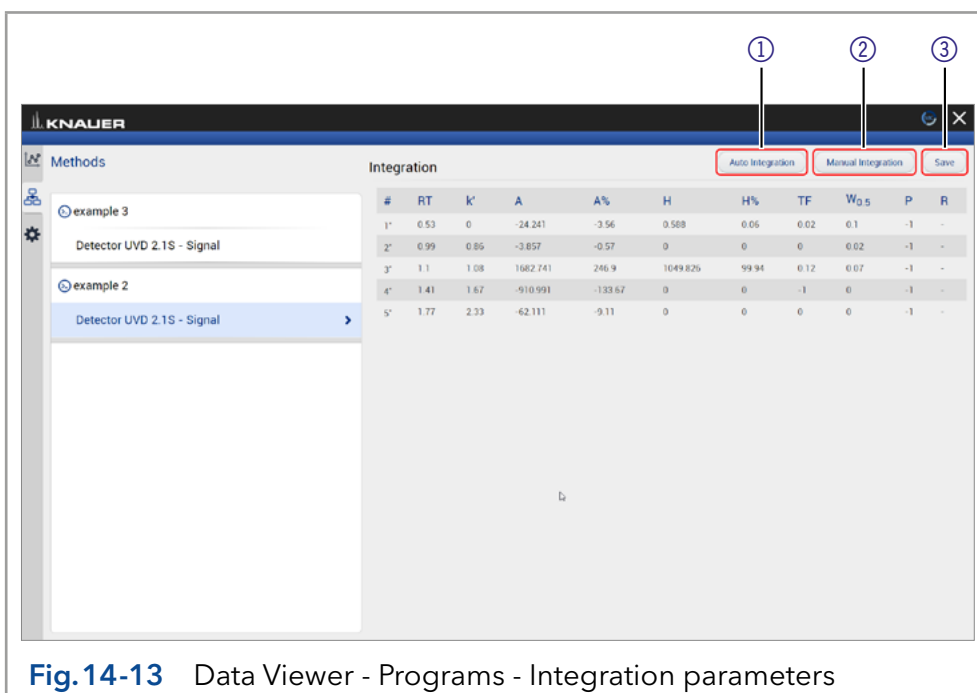 ① ② ③
KNAUER
Methods
Integration
Auto Integration Manual Integration Save
# RT k' A A% H H% TF W0.5 P R
example 3
1* 0.53 0 -24.241 -3.56 0.588 0.06 0.02 0.1 -1 -
Detector UVD 2.1S - Signal
2* 0.99 0.86 -3.857 -0.57 0 0 0 0.02 -1 -
3* 1.1 1.08 1682.741 246.9 1049.826 99.94 0.12 0.07 -1 -
example 2
4* 1.41 1.67 -910.991 -133.67 0 0 -1 0 -1 -
Detector UVD 2.1S - Signal
5* 1.77 2.33 -62.111 -9.11 0 0 0 0 -1 -
Fig. 14-13 Data Viewer - Programs - Integration parameters